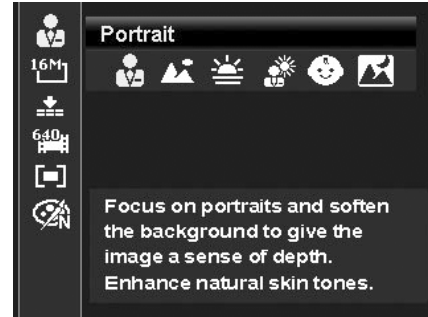 Portrait
16M
640
N
Focus on portraits and soften
the background to give the
image a sense of depth.
Enhance natural skin tones.